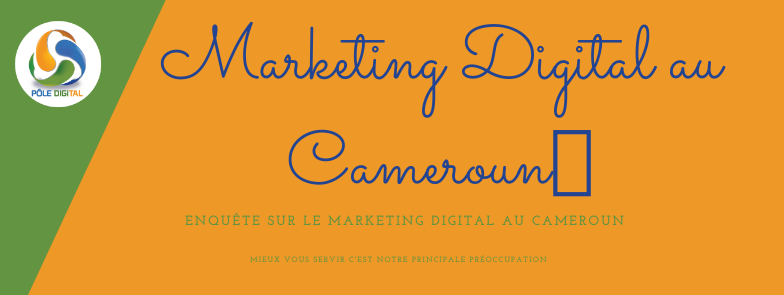 PÔLE DIGITAL
Marketing Digital au
Cameroun
ENQUÊTE SUR LE MARKETING DIGITAL AU CAMEROUN
MIEUX VOUS SERVIR C'EST NOTRE PRINCIPALE PRÉOCCUPATION